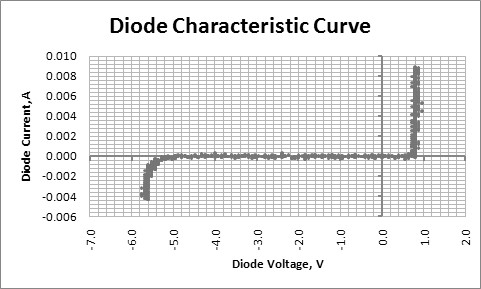 Diode Characteristic Curve
Diode Current,A
0.010
0.008
0.006
0.004
0.002
0.000
-0.002
-0.004
-0.006
-7.0 -6.0 -5.0 -4.0 -3.0 -2.0 -1.0 0.0 1.0 2.0
Diode Voltage, V